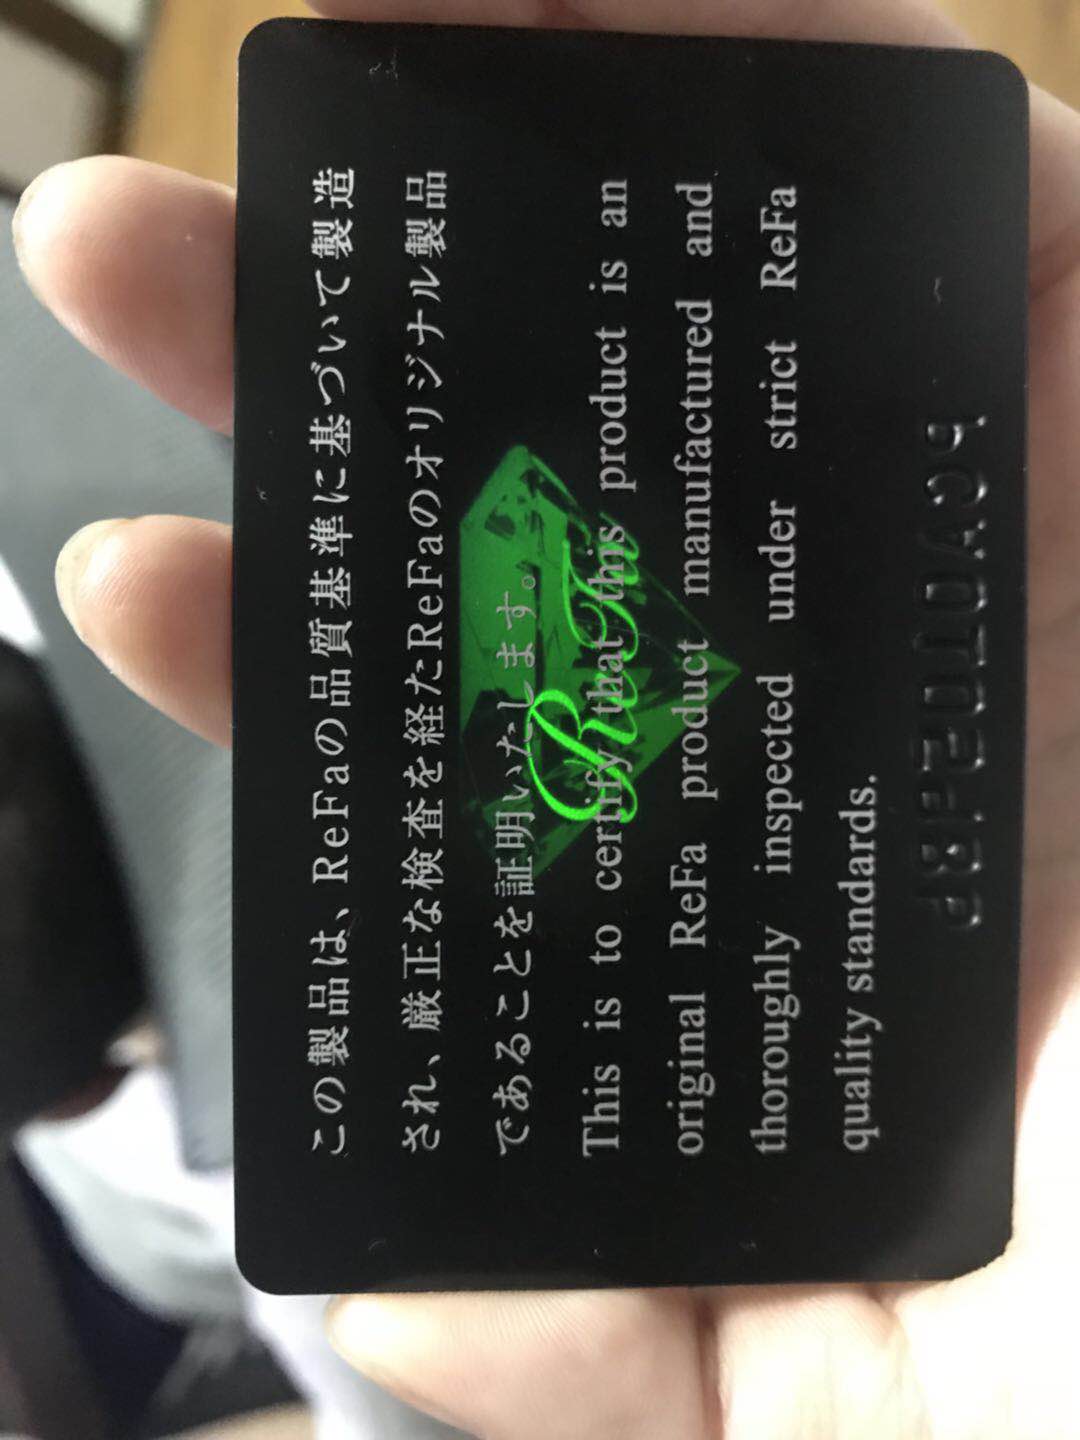 この製品は、ReFaの品質基準に基づいて製造
され、厳正な検査を経たReFaのオリジナル製品
であることを証明いたします。
ReFa
This is to certify that this product is an
original ReFa product manufactured and
thoroughly inspected under strict ReFa
quality standards.